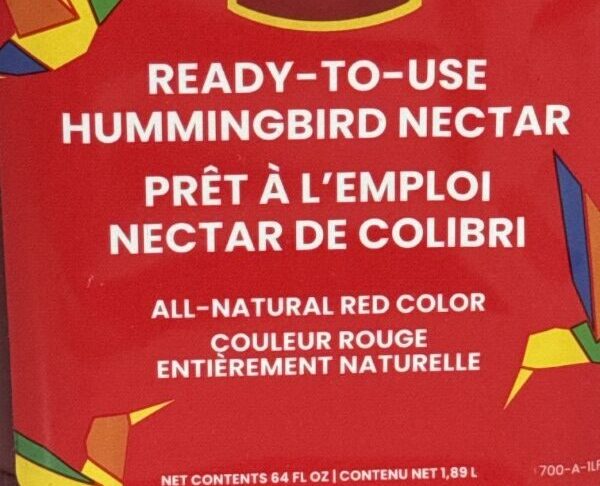 READY-TO-USE
HUMMINGBIRD NECTAR
PRÊT À L'EMPLOI
NECTAR DE COLIBRI
ALL-NATURAL RED COLOR
COULEUR ROUGE
ENTIÈREMENT NATURELLE
NET CONTENTS 64 FL OZ | CONTENU NET 1,89 L
700-A-1LF